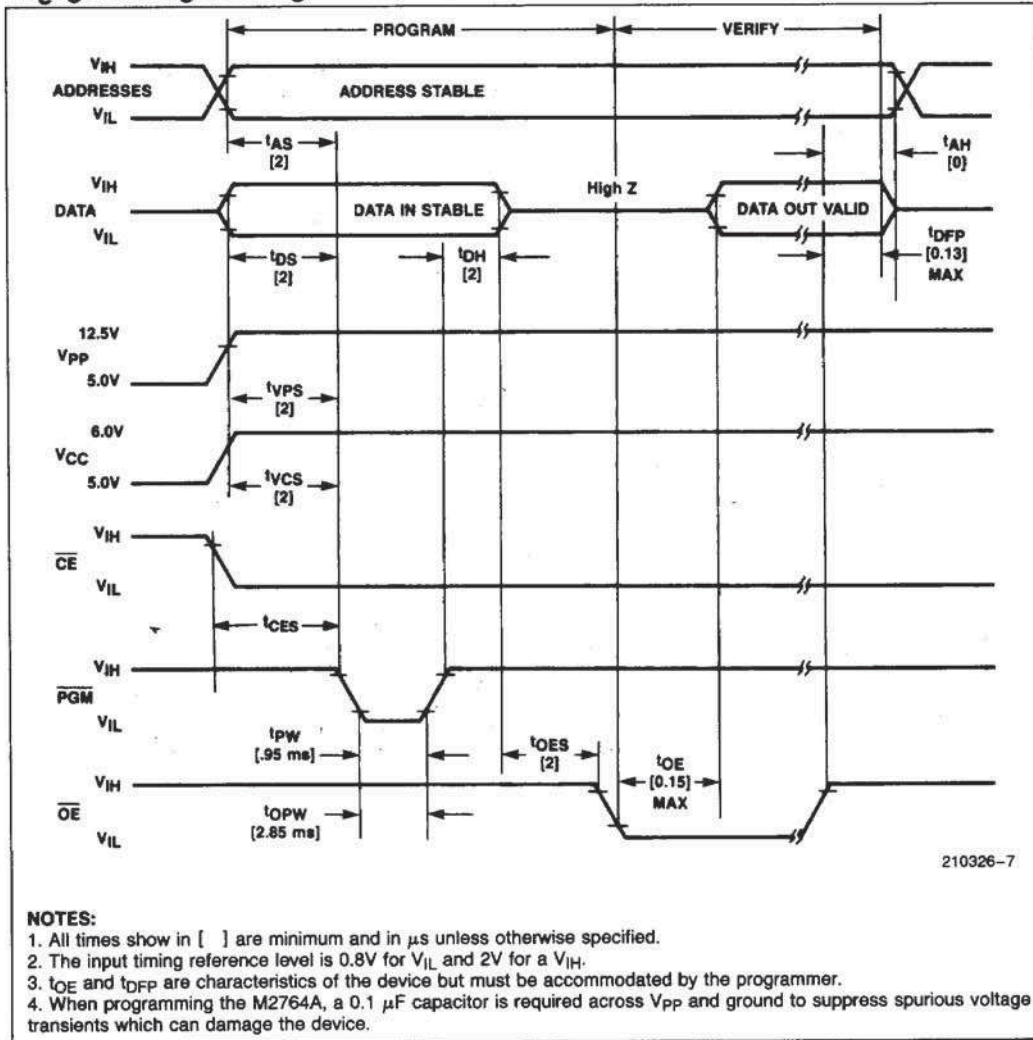 PROGRAM
VERIFY
VIH
ADDRESSES
VIL
ADDRESS STABLE
tAS
[2]
tAH
[0]
VIH
DATA
VIL
DATA IN STABLE
High Z
DATA OUT VALID
tDS
[2]
tDH
[2]
tDFP
[0.13]
MAX
12.5V
VPP
5.0V
tVPS
[2]
6.0V
VCC
5.0V
tVCS
[2]
VIH
CE
VIL
tCES
VIH
PGM
VIL
tPW
[.95 ms]
tOES
[2]
tOE
[0.15]
MAX
VIH
OE
VIL
tOPW
[2.85 ms]
210326–7
NOTES:
1. All times show in [ ] are minimum and in μs unless otherwise specified.
2. The input timing reference level is 0.8V for VIL and 2V for a VIH.
3. tOE and tDFP are characteristics of the device but must be accommodated by the programmer.
4. When programming the M2764A, a 0.1 μF capacitor is required across VPP and ground to suppress spurious voltage
transients which can damage the device.